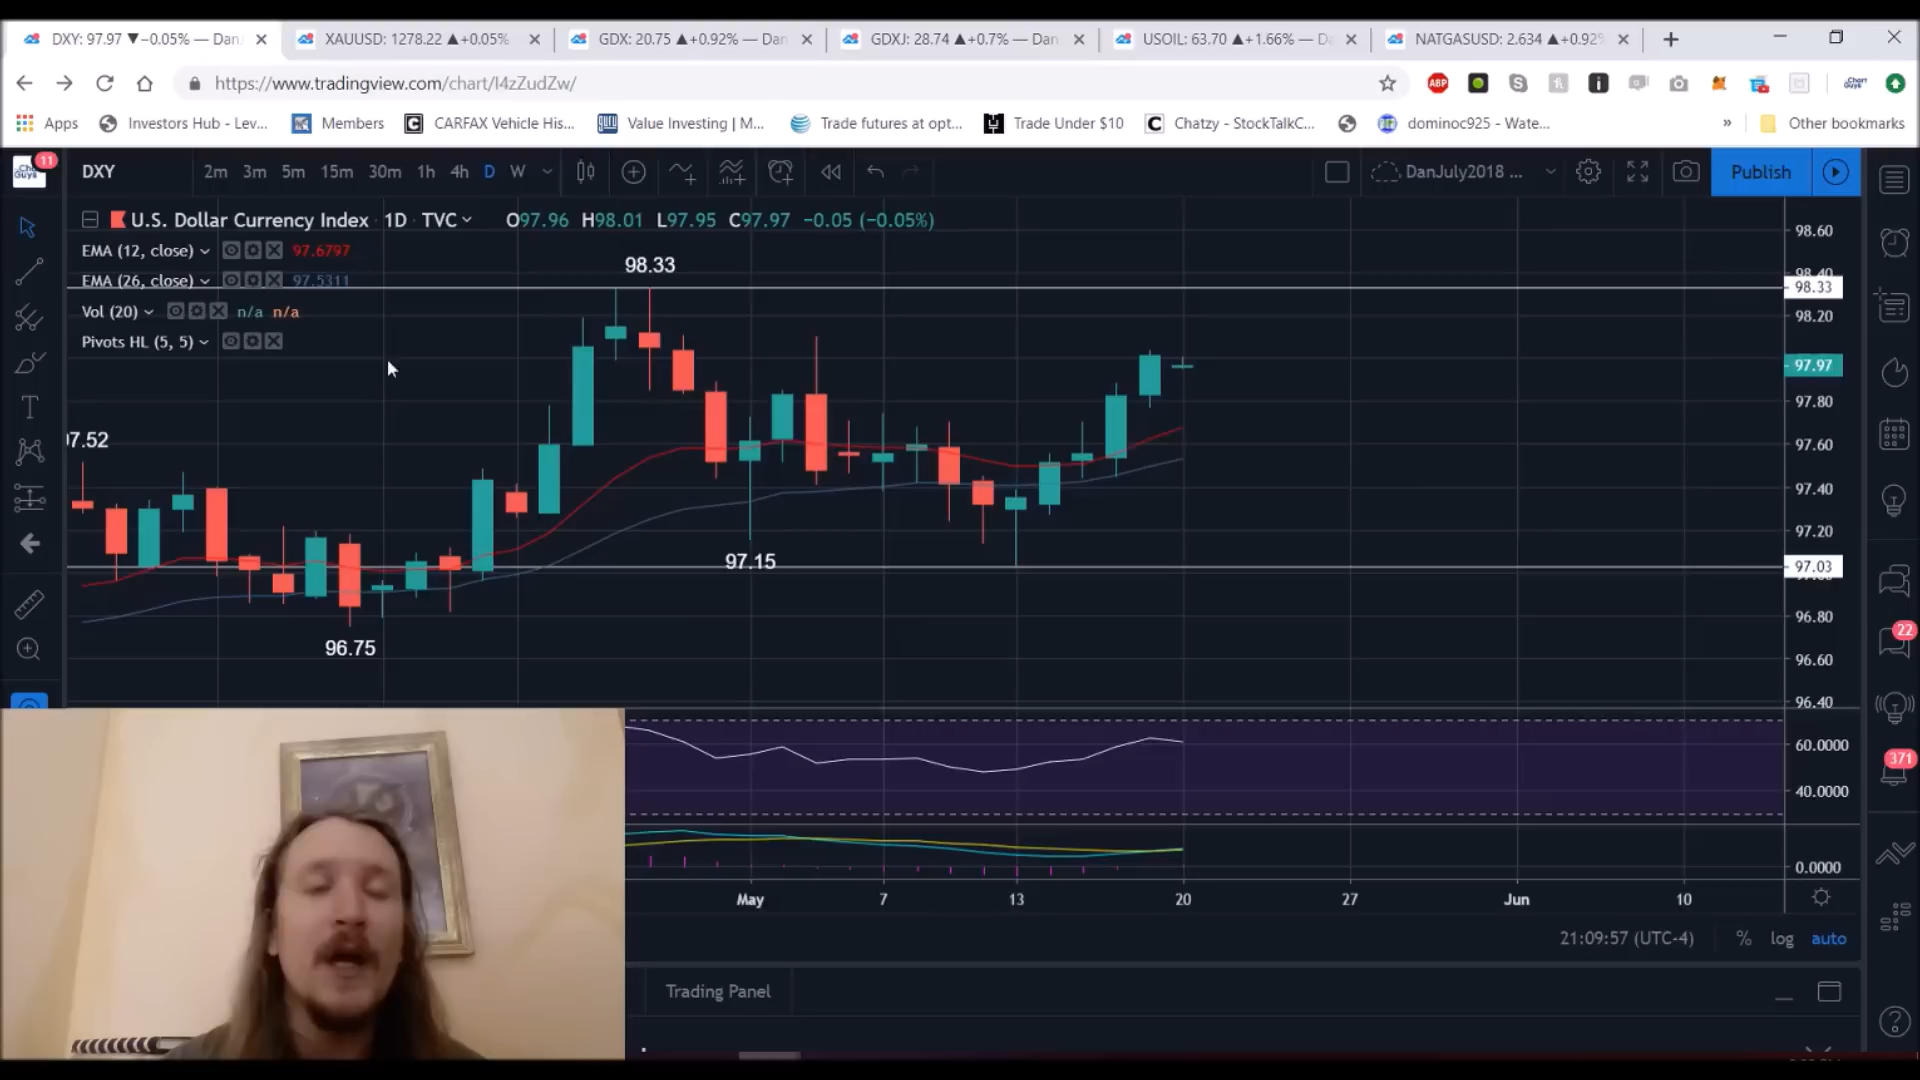 DXY: 97.97 ▼−0.05% — DanJ
XAUUSD: 1278.22 ▲+0.05%
GDX: 20.75 ▲+0.92% — Dan
GDXJ: 28.74 ▲+0.7% — Dan
USOIL: 63.70 ▲+1.66% — D
NATGASUSD: 2.634 ▲+0.92%
https://www.tradingview.com/chart/I4zZudZw/
ABP
Apps
Investors Hub - Lev...
Members
CARFAX Vehicle His...
Value Investing | M...
Trade futures at opt...
Trade Under $10
Chatzy - StockTalkC...
dominoc925 - Wate...
»
Other bookmarks
11
DXY
2m 3m 5m 15m 30m 1h 4h D W
DanJuly2018 ...
Publish
U.S. Dollar Currency Index 1D TVC
O97.96 H98.01 L97.95 C97.97 −0.05 (−0.05%)
EMA (12, close) 97.6797
EMA (26, close) 97.5311
Vol (20) n/a n/a
Pivots HL (5, 5)
98.33
97.52
97.15
96.75
98.60
98.40
98.33
98.20
97.97
97.80
97.60
97.40
97.20
97.03
96.80
96.60
96.40
60.0000
40.0000
0.0000
22
371
May 7 13 20 27 Jun 10
21:09:57 (UTC-4) % log auto
Trading Panel